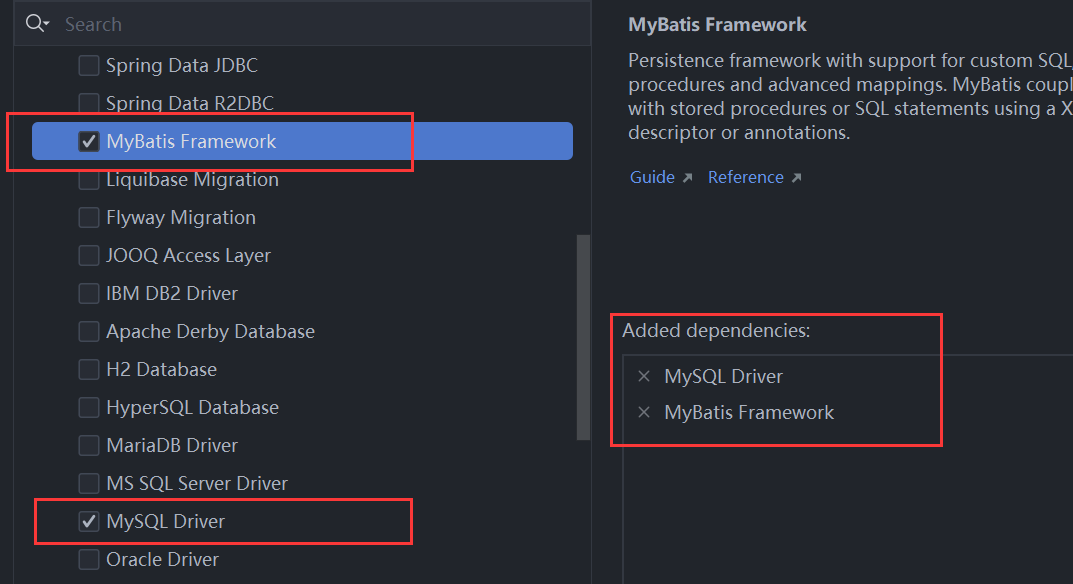 Search
Spring Data JDBC
Spring Data R2DBC
MyBatis Framework
Liquibase Migration
Flyway Migration
JOOQ Access Layer
IBM DB2 Driver
Apache Derby Database
H2 Database
HyperSQL Database
MariaDB Driver
MS SQL Server Driver
MySQL Driver
Oracle Driver
MyBatis Framework
Persistence framework with support for custom SQL,
procedures and advanced mappings. MyBatis coupl
with stored procedures or SQL statements using a X
descriptor or annotations.
Guide Reference
Added dependencies:
MySQL Driver
MyBatis Framework